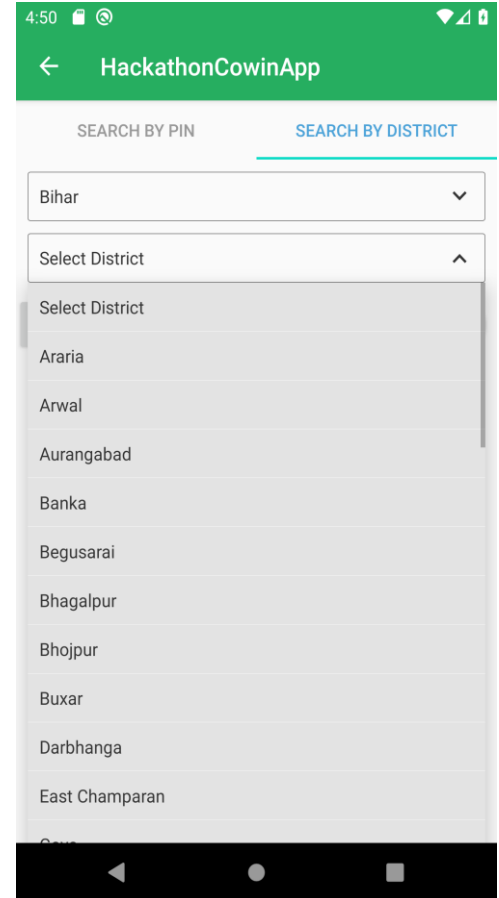 4:50
HackathonCowinApp
SEARCH BY PIN SEARCH BY DISTRICT
Bihar
Select District
Select District
Araria
Arwal
Aurangabad
Banka
Begusarai
Bhagalpur
Bhojpur
Buxar
Darbhanga
East Champaran